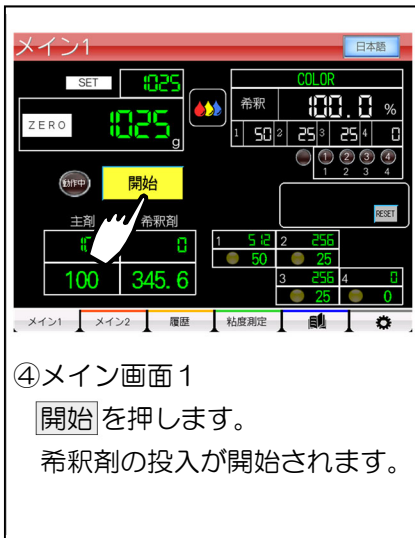 メイン1 日本語
SET 1025
ZERO 1025 g
COLOR
希釈 100.0 %
1 50 2 25 3 25 4 0
1 2 3 4
1 2 3 4
動作中 開始
RESET
主剤 希釈剤
0
100 345.6
1 512 2 256
50 25
3 256 4 0
25 0
メイン1 メイン2 履歴 粘度測定
④メイン画面1
開始を押します。
希釈剤の投入が開始されます。